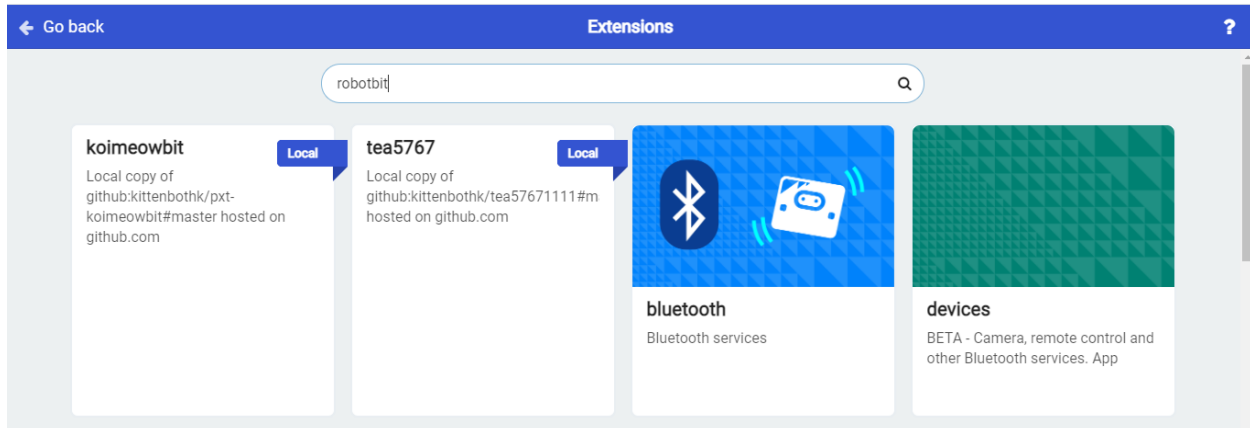 Go back
Extensions
?
robotbit
koimeowbit
Local
Local copy of
github:kittenbothk/pxt-
koimeowbit#master hosted on
github.com
tea5767
Local
Local copy of
github:kittenbothk/tea57671111#m
hosted on github.com
bluetooth
Bluetooth services
devices
BETA - Camera, remote control and
other Bluetooth services. App